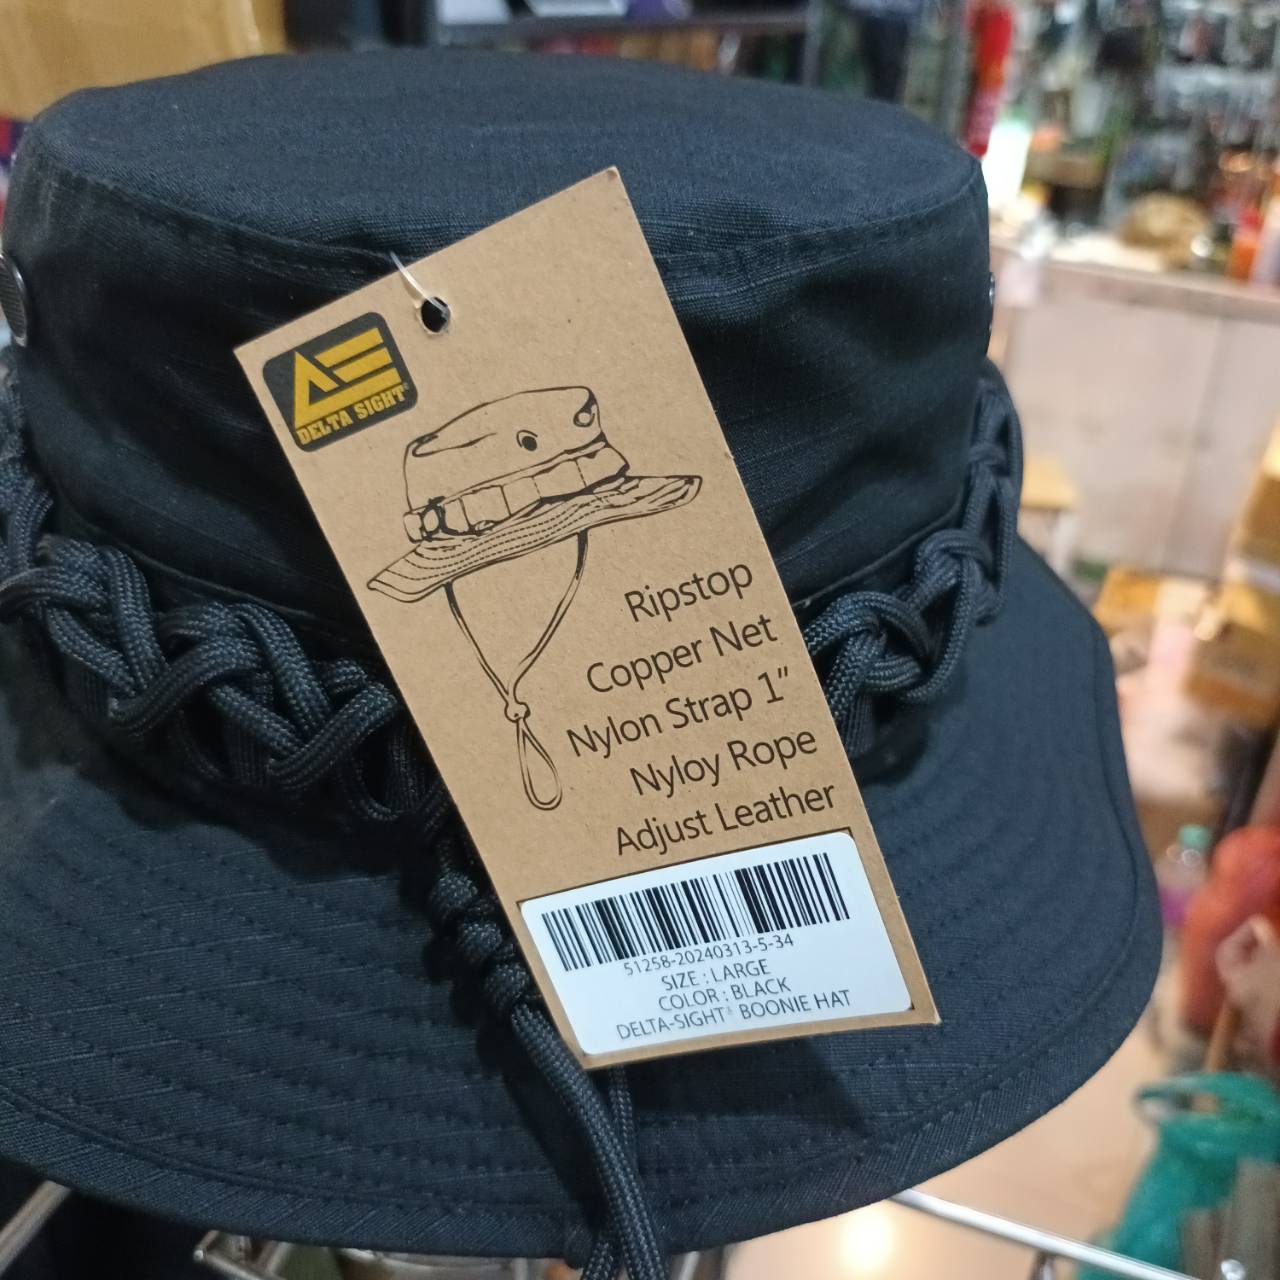 DELTA SIGHT®
Ripstop
Copper Net
Nylon Strap 1"
Nyloy Rope
Adjust Leather
51258-20240313-5-34
SIZE : LARGE
COLOR : BLACK
DELTA-SIGHT® BOONIE HAT